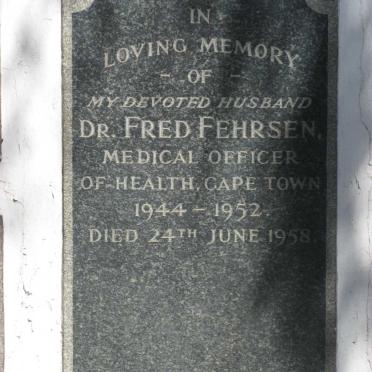 IN
LOVING MEMORY
- OF -
MY DEVOTED HUSBAND
DR. FRED FEHRSEN,
MEDICAL OFFICER
OF HEALTH, CAPE TOWN
1944 - 1952.
DIED 24TH JUNE 1958.